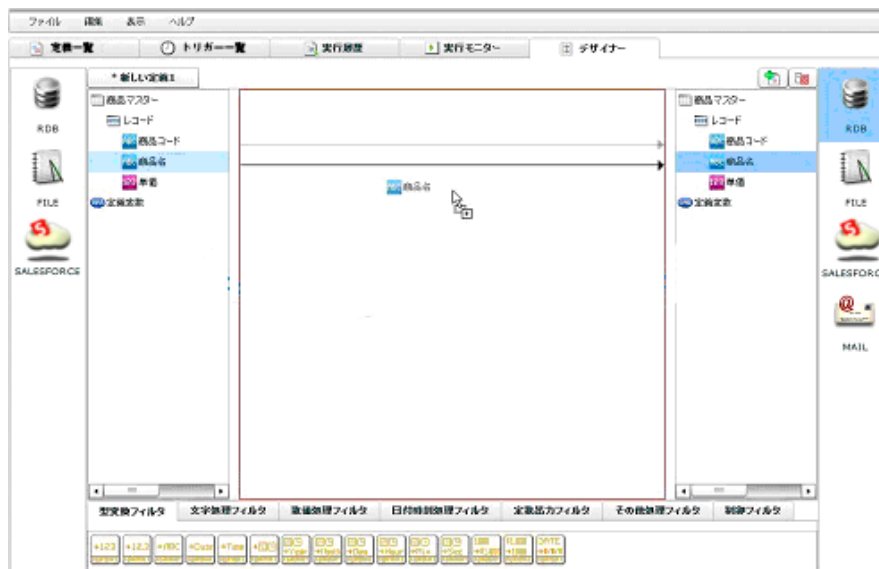 ファイル 編集 表示 ヘルプ
定義一覧 トリガー一覧 実行履歴 実行モニター デザイナー
* 新しい定義1
RDB
FILE
SALESFORCE
商品マスター
レコード
商品コード
商品名
単価
定義変数
商品名
商品マスター
レコード
商品コード
商品名
単価
定義変数
RDB
FILE
SALESFORC
MAIL
型変換フィルタ 文字処理フィルタ 数値処理フィルタ 日付時刻処理フィルタ 定数出力フィルタ その他処理フィルタ 制御フィルタ
+123 +12.3 +ABC +Date +Time